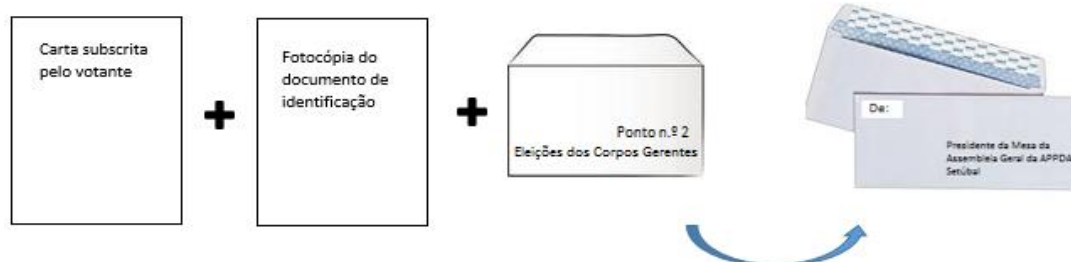 Carta subscrita
pelo votante
Fotocópia do
documento de
identificação
Ponto n.º 2
Eleições dos Corpos Gerentes
De:
Presidente da Mesa da
Assembleia Geral da APPDA
Setúbal